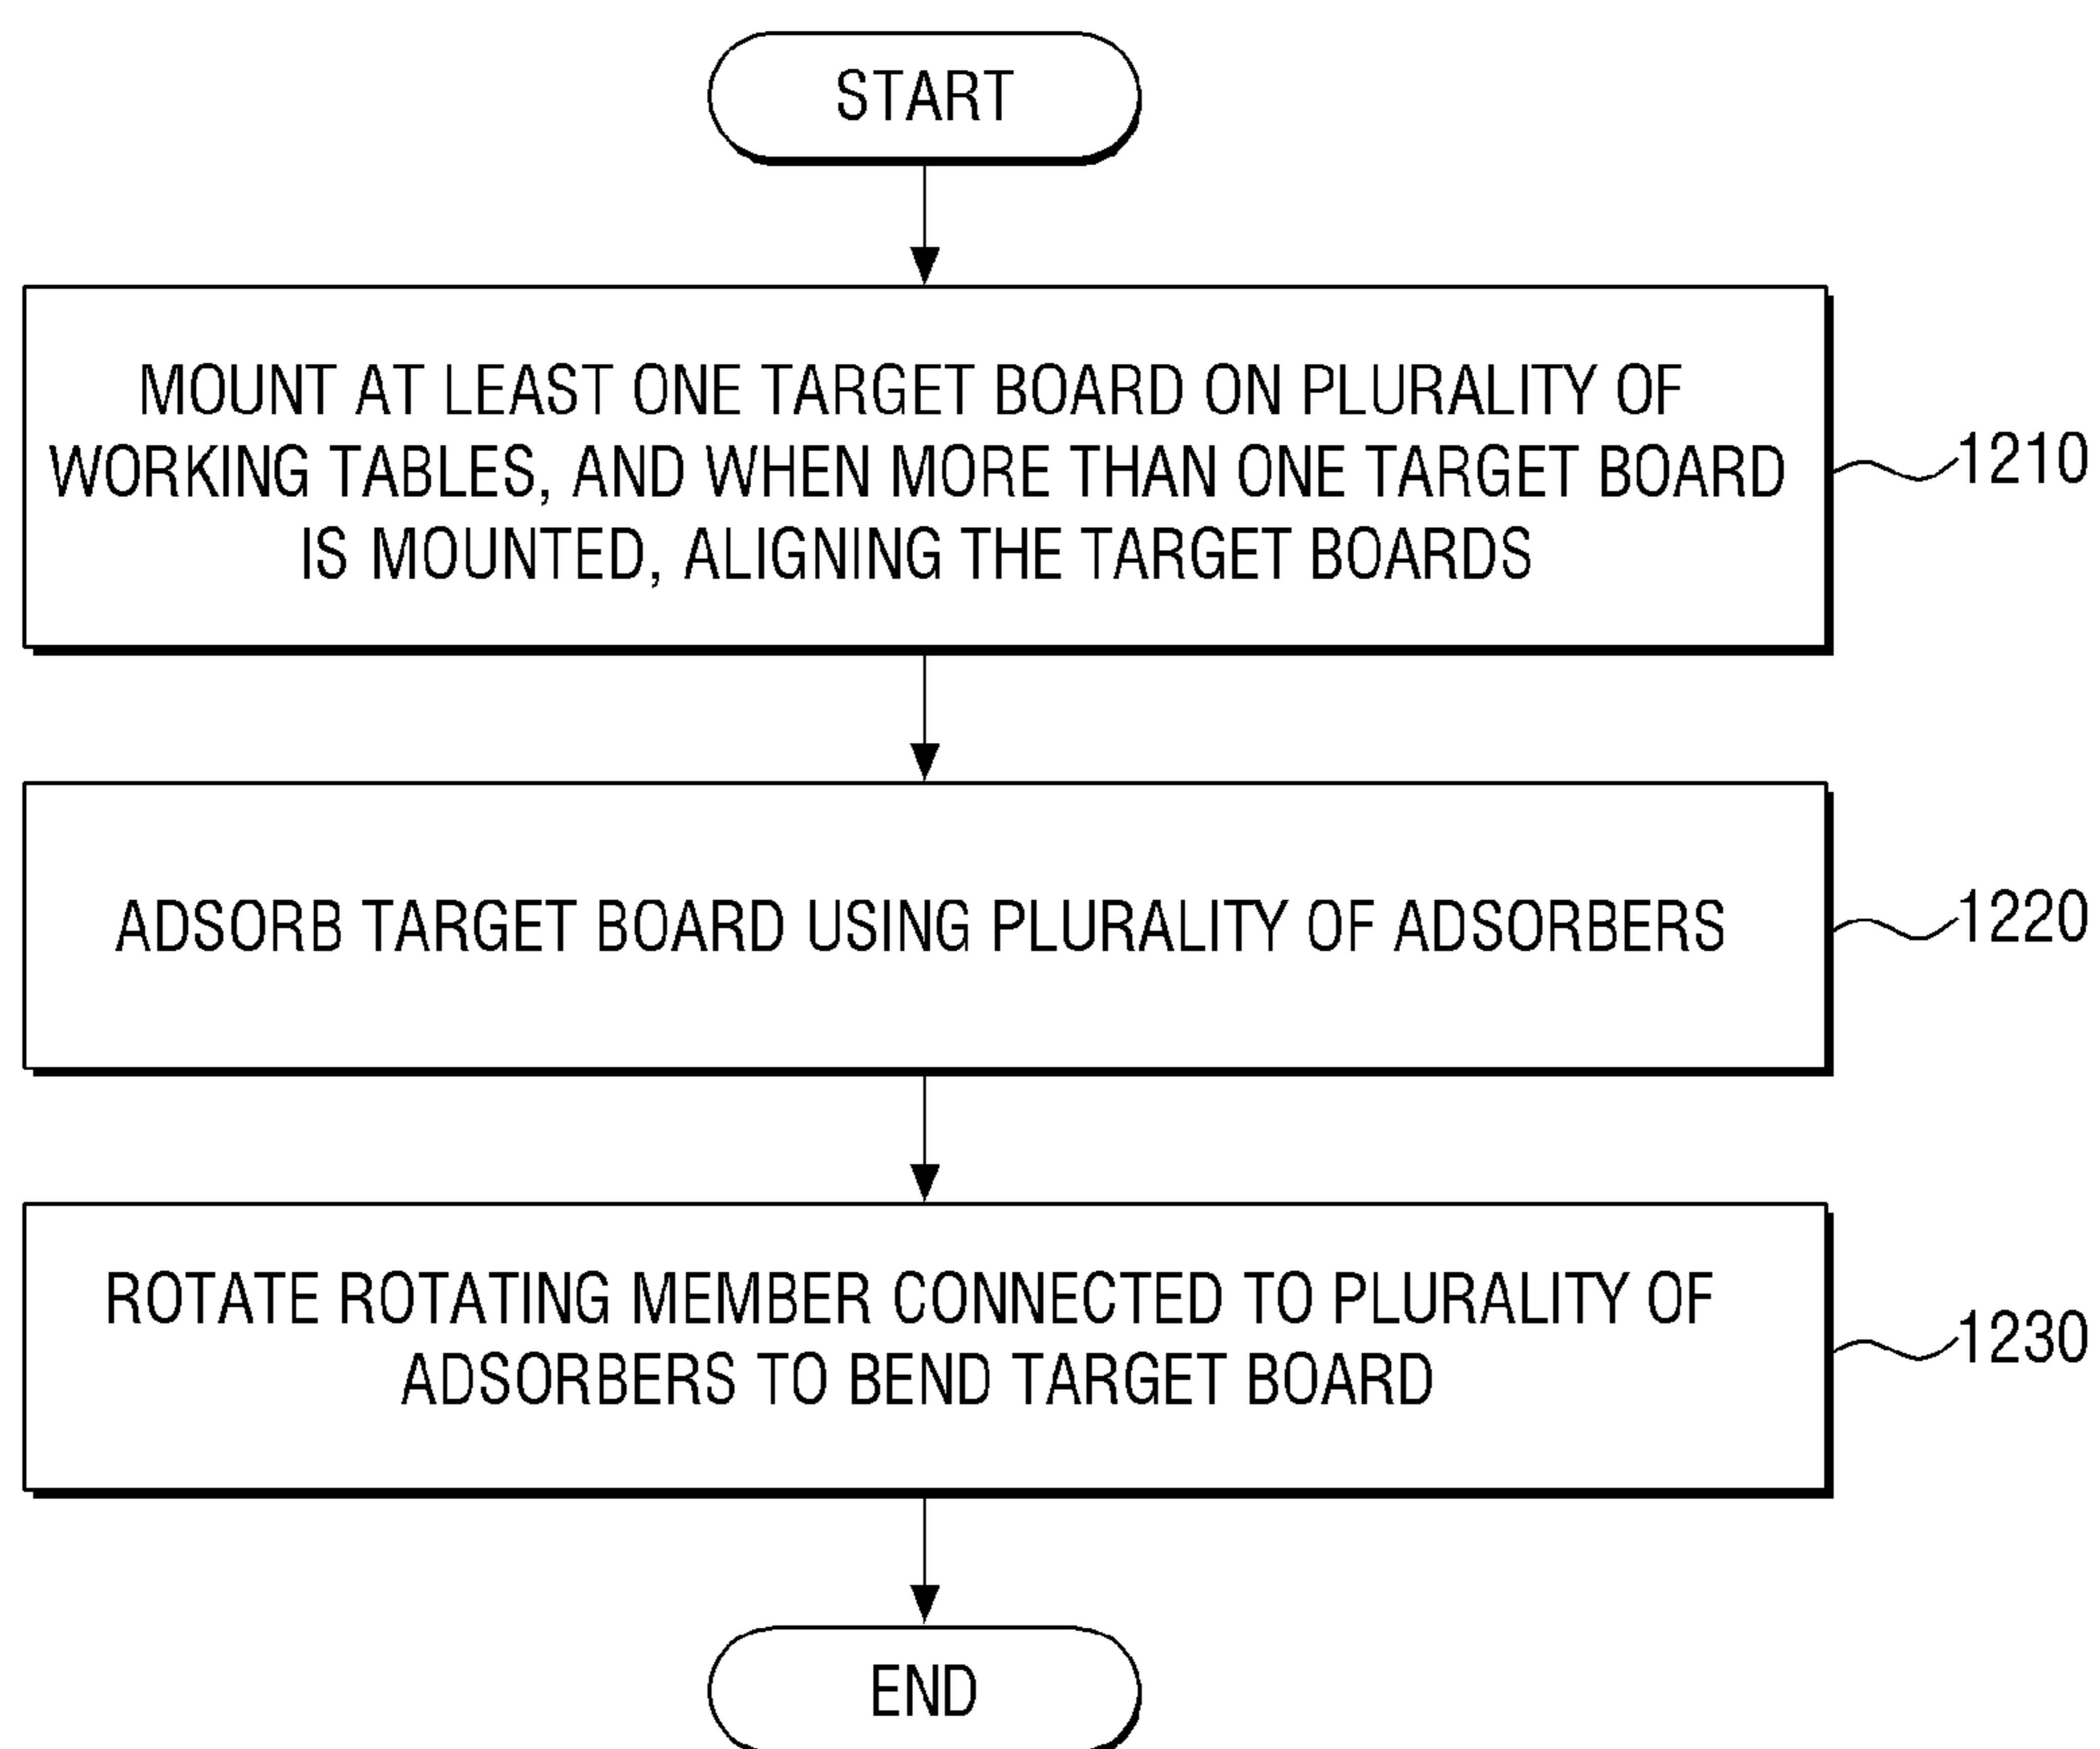 START
MOUNT AT LEAST ONE TARGET BOARD ON PLURALITY OF
WORKING TABLES, AND WHEN MORE THAN ONE TARGET BOARD
IS MOUNTED, ALIGNING THE TARGET BOARDS
1210
ADSORB TARGET BOARD USING PLURALITY OF ADSORBERS
1220
ROTATE ROTATING MEMBER CONNECTED TO PLURALITY OF
ADSORBERS TO BEND TARGET BOARD
1230
END